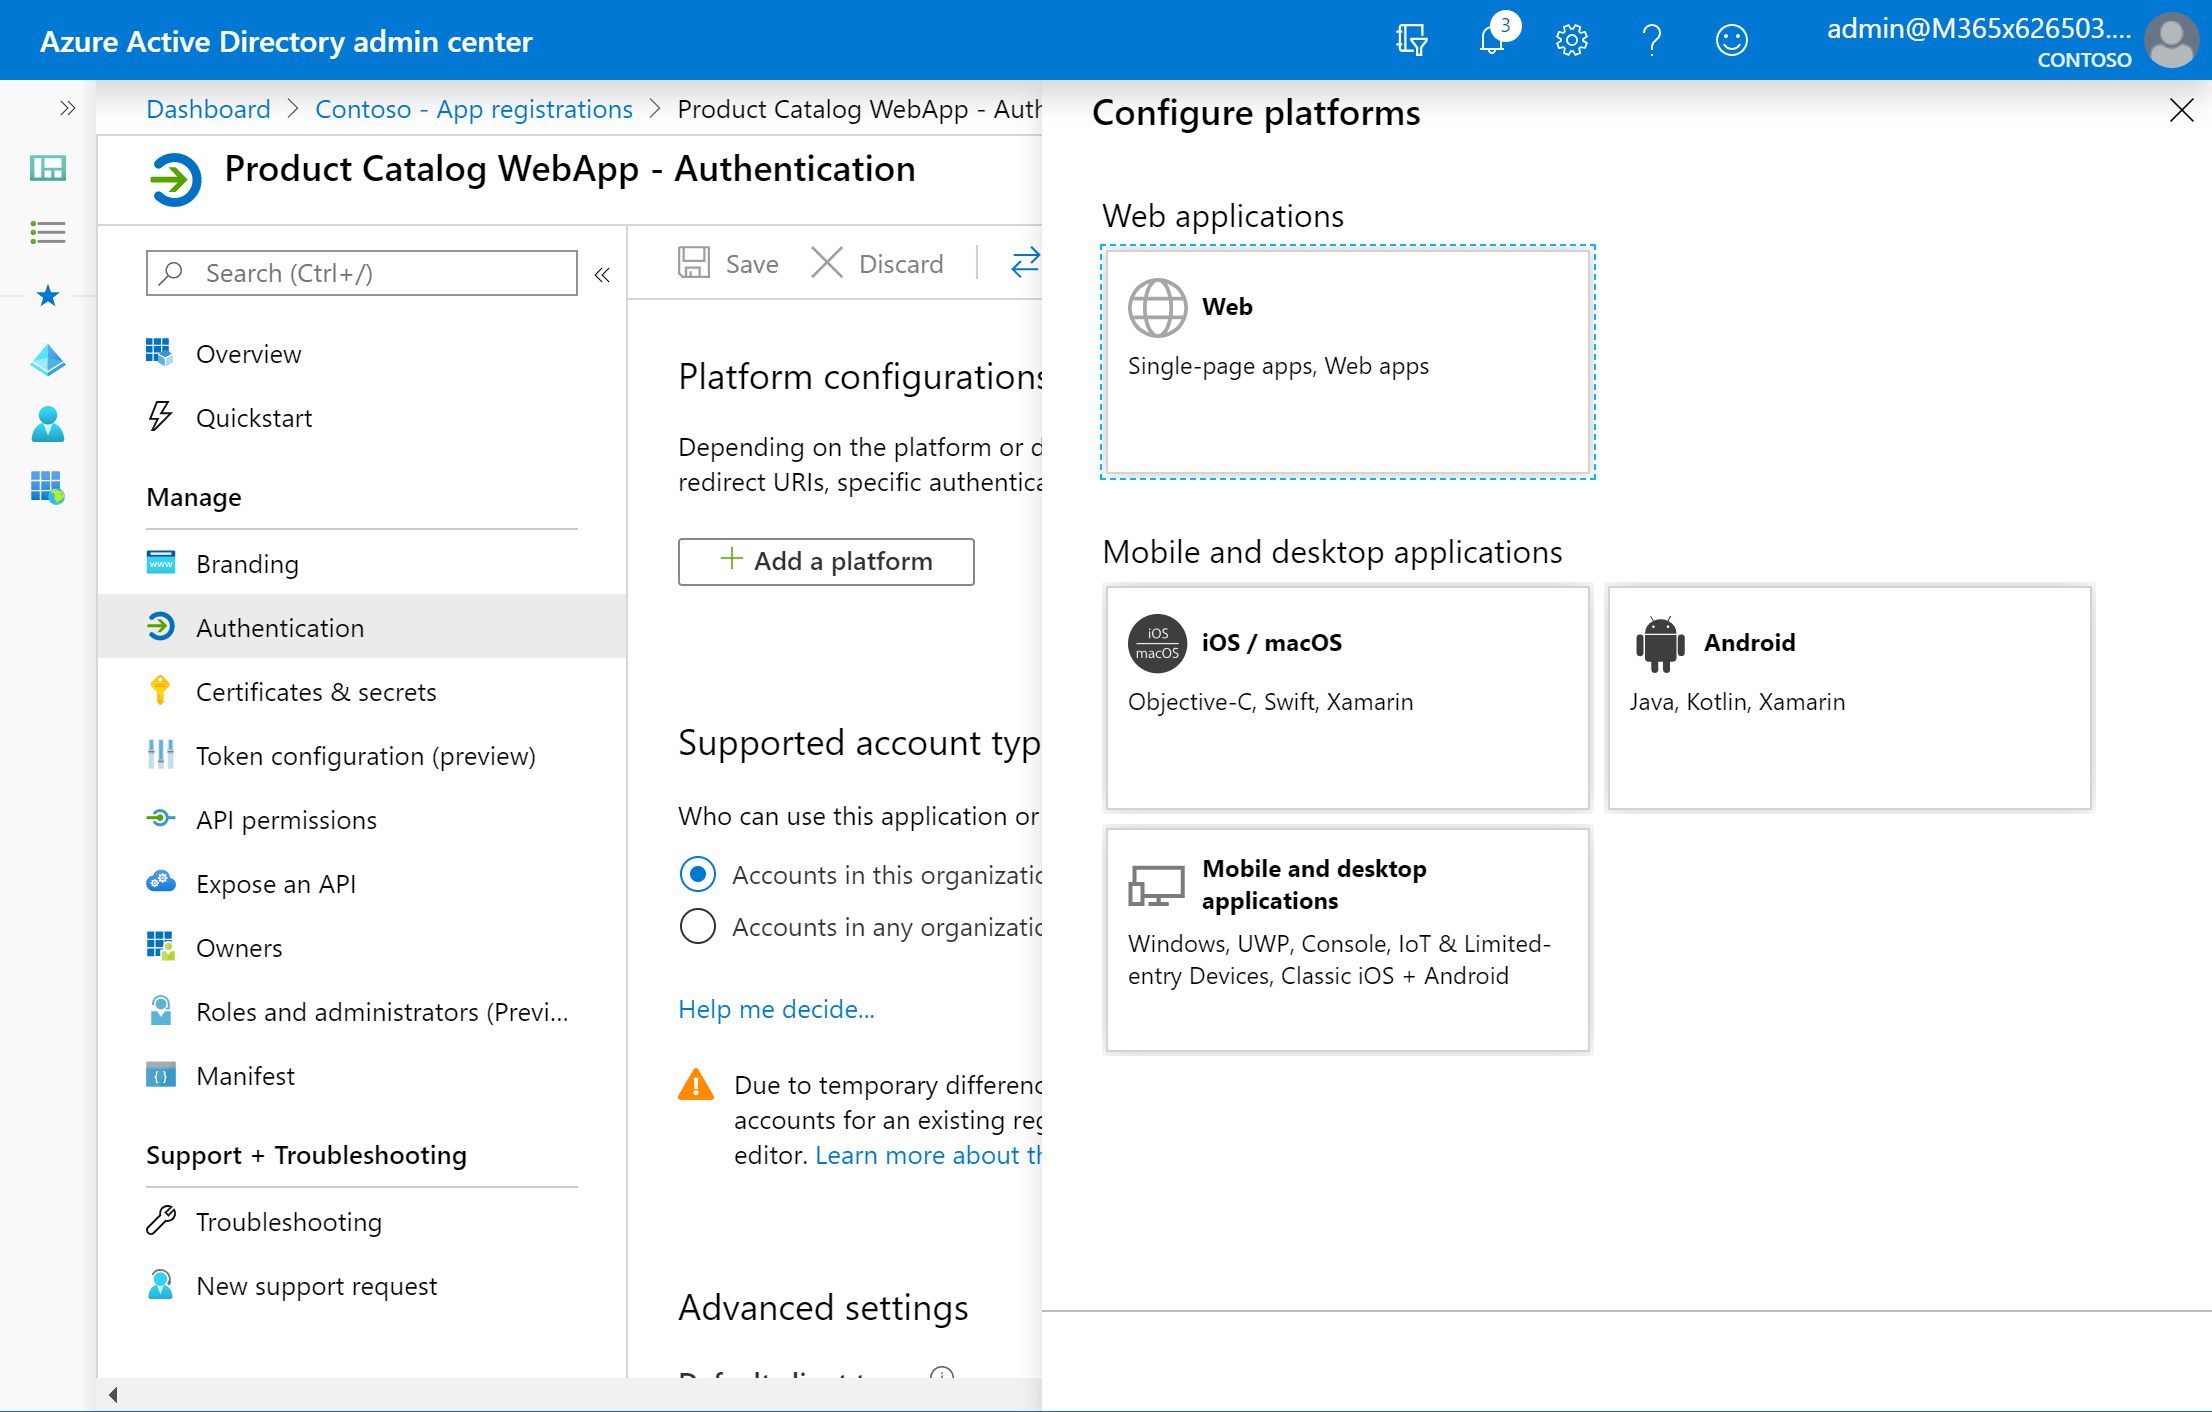 Azure Active Directory admin center
3
admin@M365x626503....
CONTOSO
Dashboard > Contoso - App registrations > Product Catalog WebApp - Auth
Product Catalog WebApp - Authentication
Search (Ctrl+/)
Overview
Quickstart
Manage
Branding
Authentication
Certificates & secrets
Token configuration (preview)
API permissions
Expose an API
Owners
Roles and administrators (Previ...
Manifest
Support + Troubleshooting
Troubleshooting
New support request
Save
Discard
Platform configurations
Depending on the platform or d
redirect URIs, specific authentica
+ Add a platform
Supported account typ
Who can use this application or
Accounts in this organizatio
Accounts in any organizatio
Help me decide...
Due to temporary differenc
accounts for an existing reg
editor. Learn more about th
Advanced settings
Configure platforms
Web applications
Web
Single-page apps, Web apps
Mobile and desktop applications
iOS
macOS
iOS / macOS
Objective-C, Swift, Xamarin
Android
Java, Kotlin, Xamarin
Mobile and desktop
applications
Windows, UWP, Console, IoT & Limited-
entry Devices, Classic iOS + Android